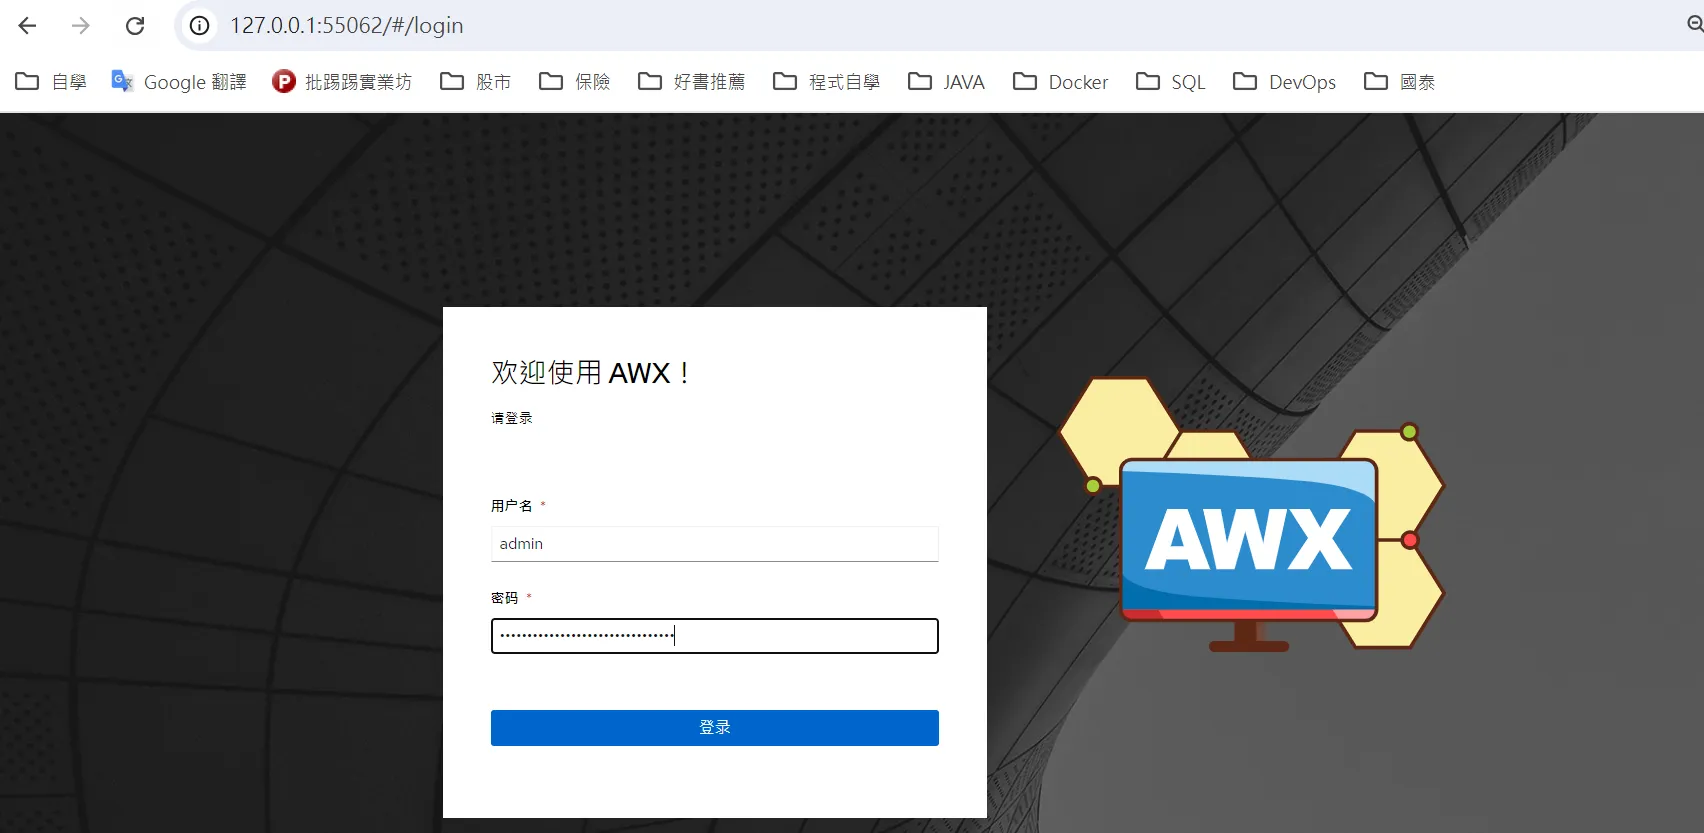 127.0.0.1:55062/#/login
自學 Google 翻譯 批踢踢實業坊 股市 保險 好書推薦 程式自學 JAVA Docker SQL DevOps 國泰
欢迎使用 AWX！
请登录
用户名 *
admin
密码 *
登录
AWX